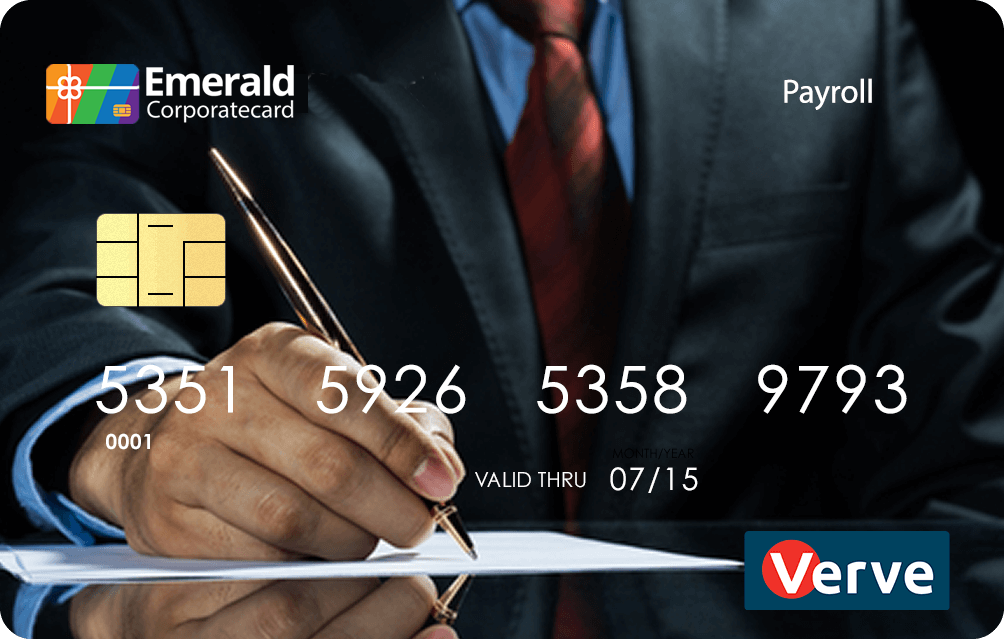 Emerald
Corporatecard
Payroll
5351 5926 5358 9793
0001
MONTH/YEAR
VALID THRU 07/15
Verve